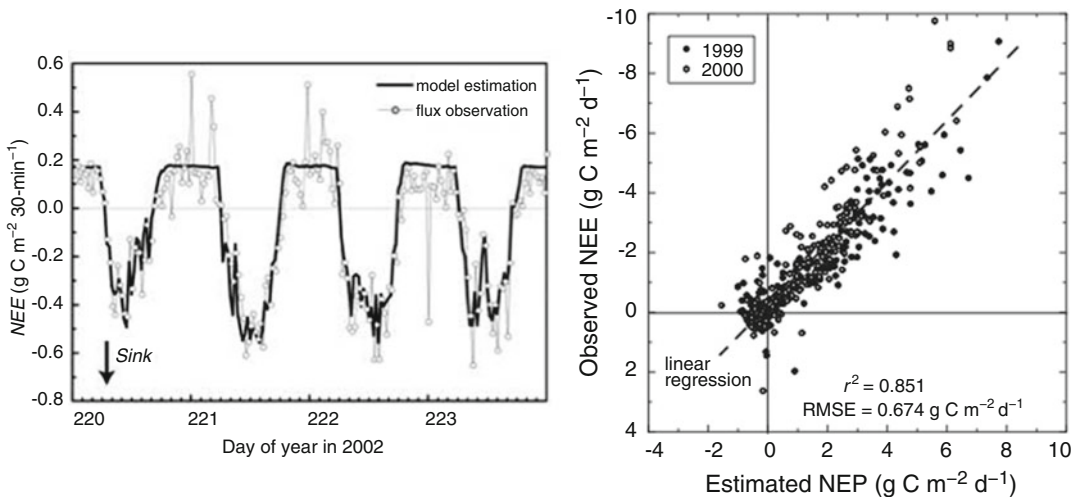 0.6
0.4
0.2
0.0
-0.2
-0.4
-0.6
-0.8
NEE (g C m⁻² 30-min⁻¹)
model estimation
flux observation
Sink
220
221
222
223
Day of year in 2002
-10
-8
-6
-4
-2
0
2
4
Observed NEE (g C m⁻² d⁻¹)
1999
2000
linear
regression
r² = 0.851
RMSE = 0.674 g C m⁻² d⁻¹
-4
-2
0
2
4
6
8
10
Estimated NEP (g C m⁻² d⁻¹)